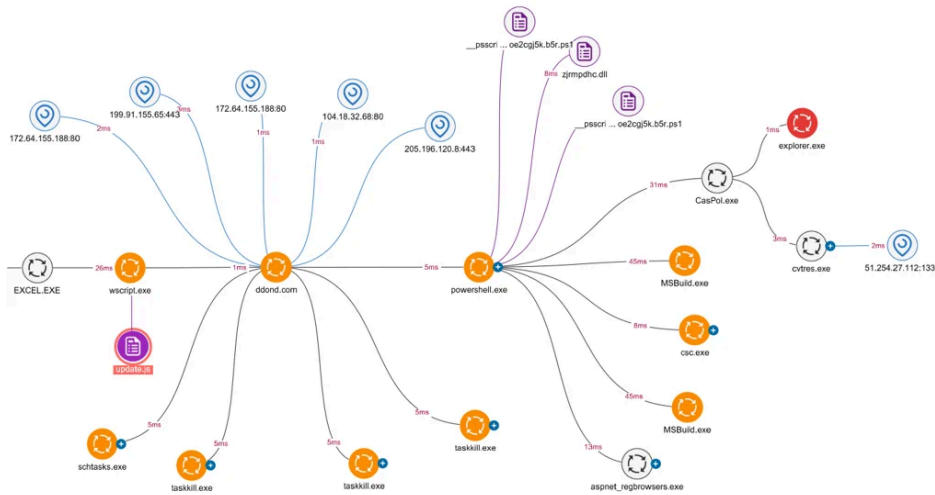 __psscri ... oe2cgj5k.b5r.ps1
8ms
zjrmpdhc.dll
172.64.155.188:80
104.18.32.68:80
199.91.155.65:443
3ms
__psscri ... oe2cgj5k.b5r.ps1
172.64.155.188:80
2ms
1ms
1ms
205.196.120.8:443
1ms
explorer.exe
31ms
CasPol.exe
3ms
cvtres.exe
2ms
51.254.27.112:133
EXCEL.EXE
26ms
wscript.exe
1ms
ddond.com
5ms
powershell.exe
45ms
MSBuild.exe
8ms
csc.exe
update.js
45ms
MSBuild.exe
5ms
schtasks.exe
5ms
taskkill.exe
5ms
taskkill.exe
5ms
taskkill.exe
13ms
aspnet_regbrowsers.exe